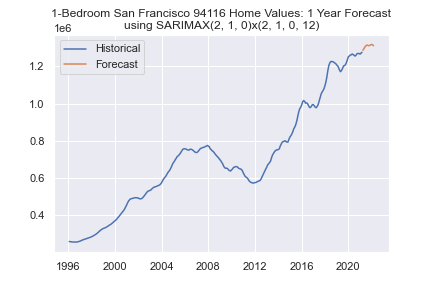 1-Bedroom San Francisco 94116 Home Values: 1 Year Forecast
using SARIMAX(2, 1, 0)x(2, 1, 0, 12)
1e6
Historical
Forecast
1.2
1.0
0.8
0.6
0.4
1996 2000 2004 2008 2012 2016 2020